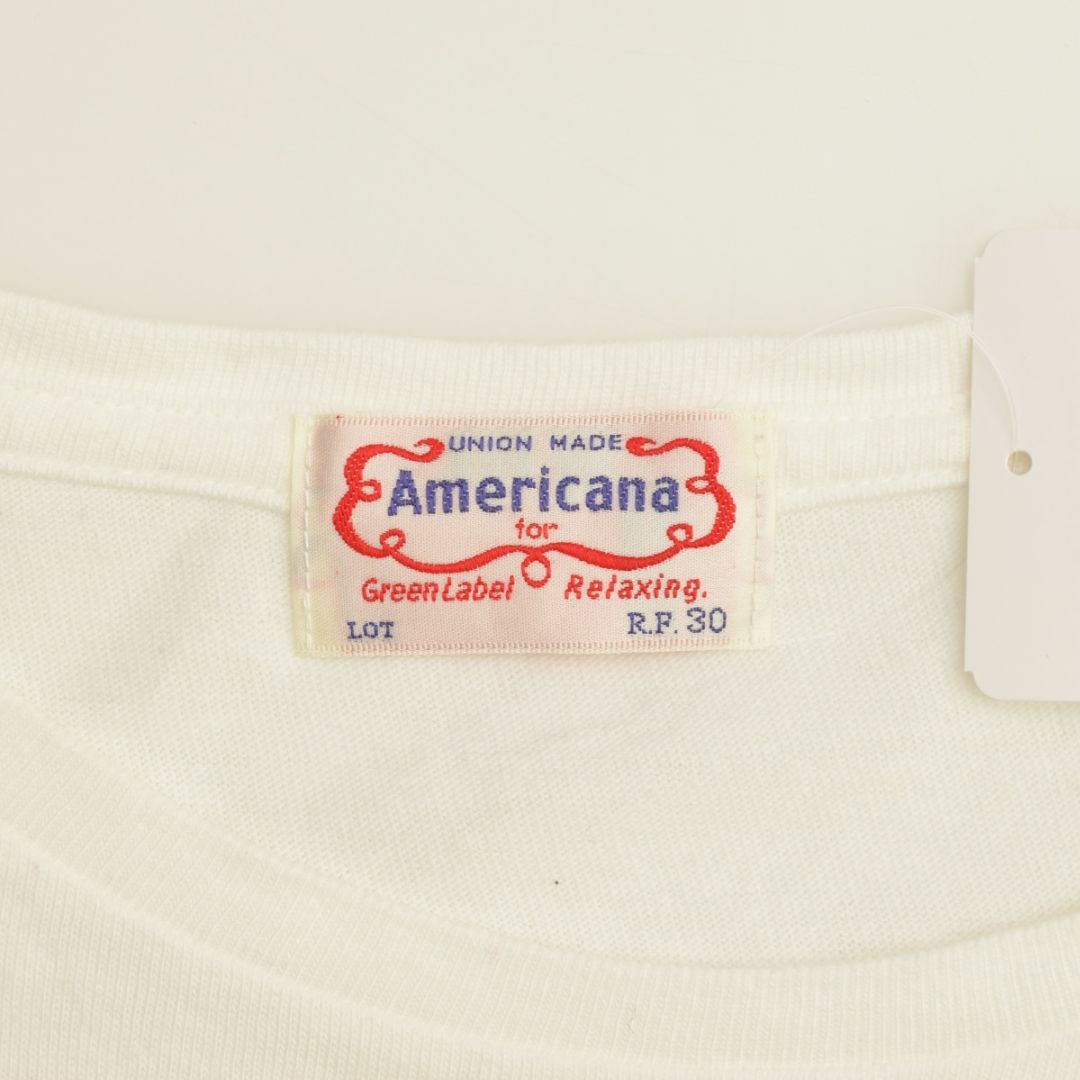 UNION MADE
Americana
for
GreenLabel Relaxing.
LOT R.F. 30